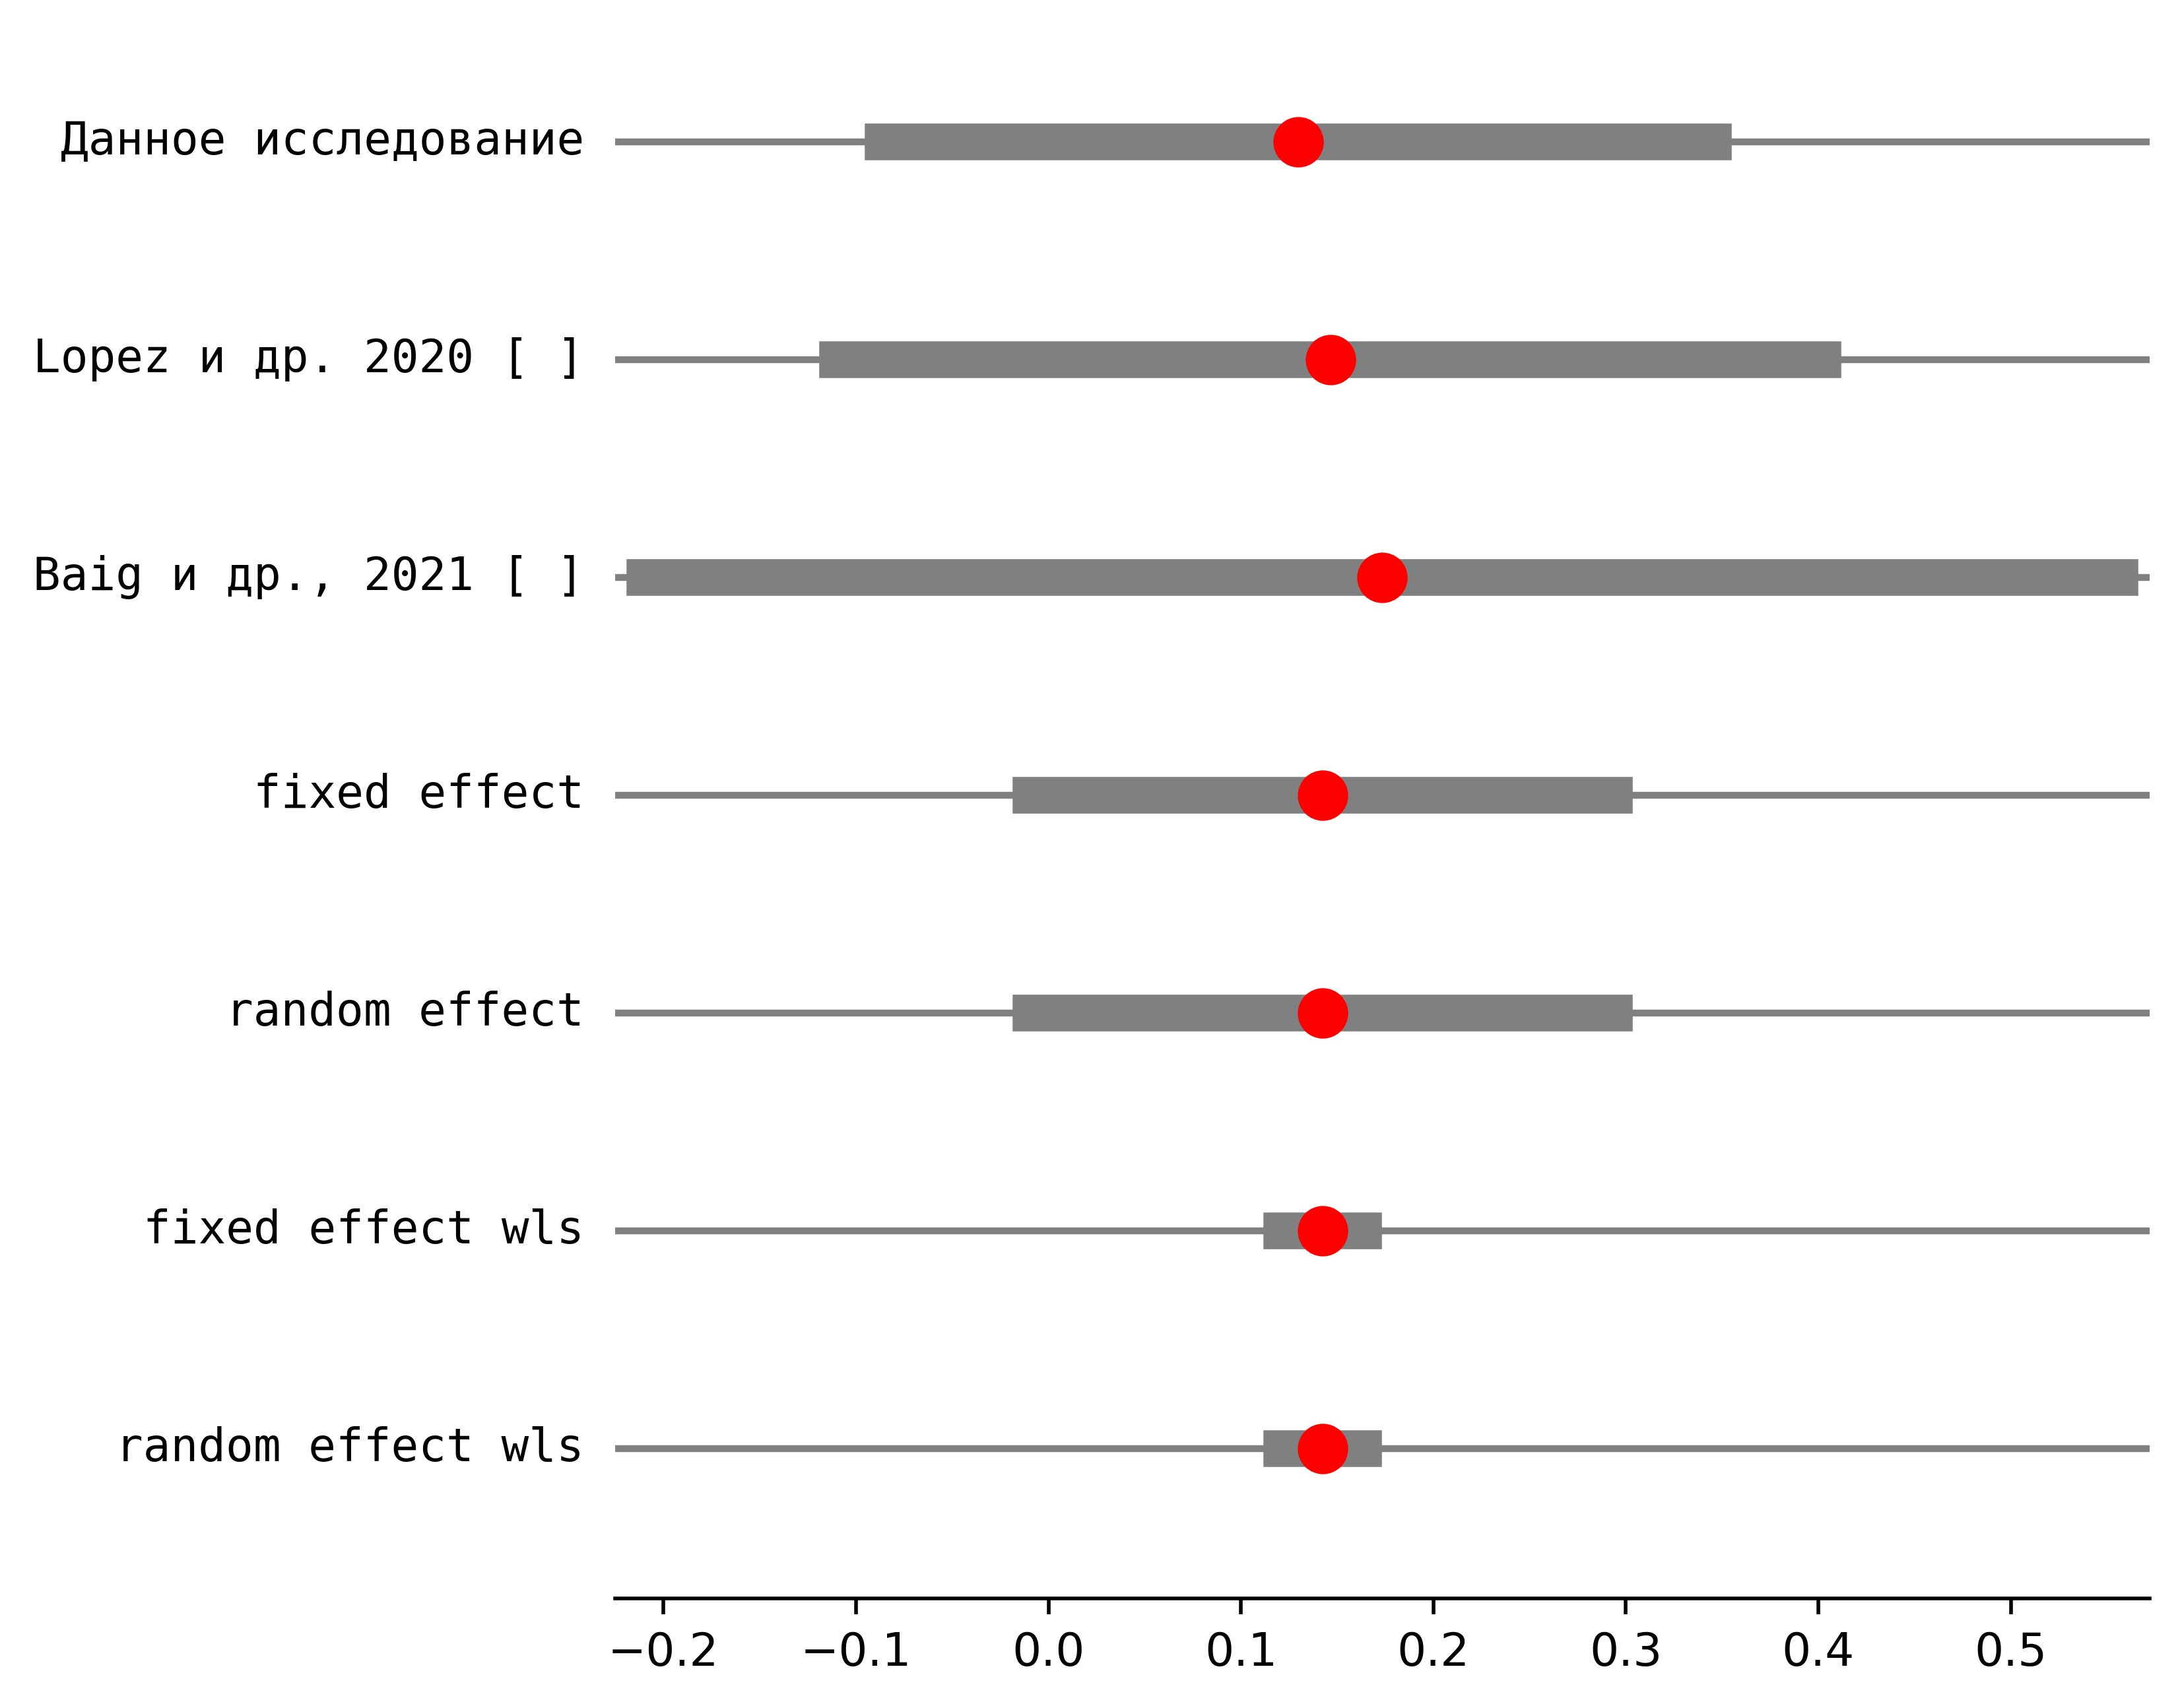 Данное исследование
Lopez и др. 2020 [ ]
Baig и др., 2021 [ ]
fixed effect
random effect
fixed effect wls
random effect wls
−0.2 −0.1 0.0 0.1 0.2 0.3 0.4 0.5